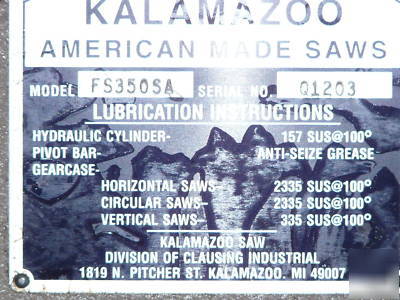 KALAMAZOO
AMERICAN MADE SAWS
MODEL FS350SA SERIAL NO. Q1203
LUBRICATION INSTRUCTIONS
HYDRAULIC CYLINDER- 157 SUS@100°
PIVOT BAR- ANTI-SEIZE GREASE
GEARCASE-
HORIZONTAL SAWS- 2335 SUS@100°
CIRCULAR SAWS- 2335 SUS@100°
VERTICAL SAWS- 335 SUS@100°
KALAMAZOO SAW
DIVISION OF CLAUSING INDUSTRIAL
1819 N. PITCHER ST. KALAMAZOO. MI 49007